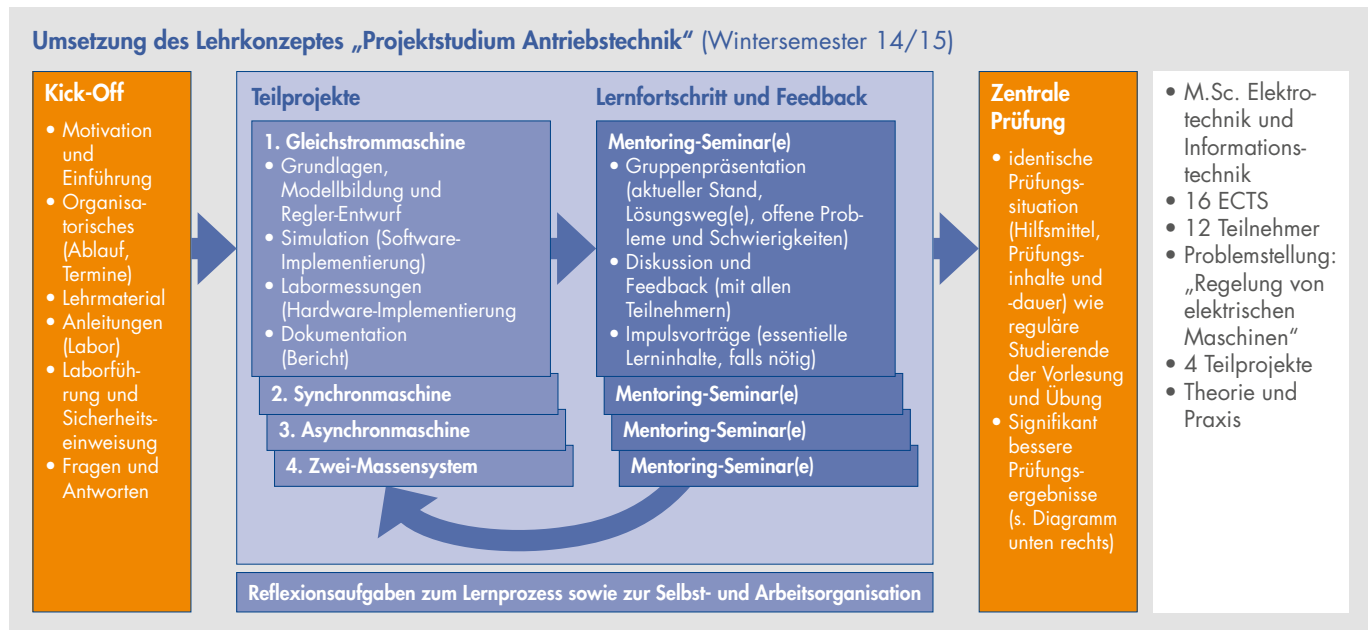 Umsetzung des Lehrkonzeptes „Projektstudium Antriebstechnik“ (Wintersemester 14/15)
Kick-Off
• Motivation
und
Einführung
• Organisa-
torisches
(Ablauf,
Termine)
• Lehrmaterial
• Anleitungen
(Labor)
• Laborfüh-
rung und
Sicherheits-
einweisung
• Fragen und
Antworten
Teilprojekte
1. Gleichstrommaschine
• Grundlagen,
Modellbildung und
Regler-Entwurf
• Simulation (Software-
Implementierung)
• Labormessungen
(Hardware-Implementierung
• Dokumentation
(Bericht)
2. Synchronmaschine
3. Asynchronmaschine
4. Zwei-Massensystem
Lernfortschritt und Feedback
Mentoring-Seminar(e)
• Gruppenpräsentation
(aktueller Stand,
Lösungsweg(e), offene Prob-
leme und Schwierigkeiten)
• Diskussion und
Feedback (mit allen
Teilnehmern)
• Impulsvorträge (essentielle
Lerninhalte, falls nötig)
Mentoring-Seminar(e)
Mentoring-Seminar(e)
Mentoring-Seminar(e)
Reflexionsaufgaben zum Lernprozess sowie zur Selbst- und Arbeitsorganisation
Zentrale
Prüfung
• identische
Prüfungs-
situation
(Hilfsmittel,
Prüfungs-
inhalte und
-dauer) wie
reguläre
Studierende
der Vorlesung
und Übung
• Signifikant
bessere
Prüfungs-
ergebnisse
(s. Diagramm
unten rechts)
• M.Sc. Elektro-
technik und
Informations-
technik
• 16 ECTS
• 12 Teilnehmer
• Problemstellung:
„Regelung von
elektrischen
Maschinen“
• 4 Teilprojekte
• Theorie und
Praxis